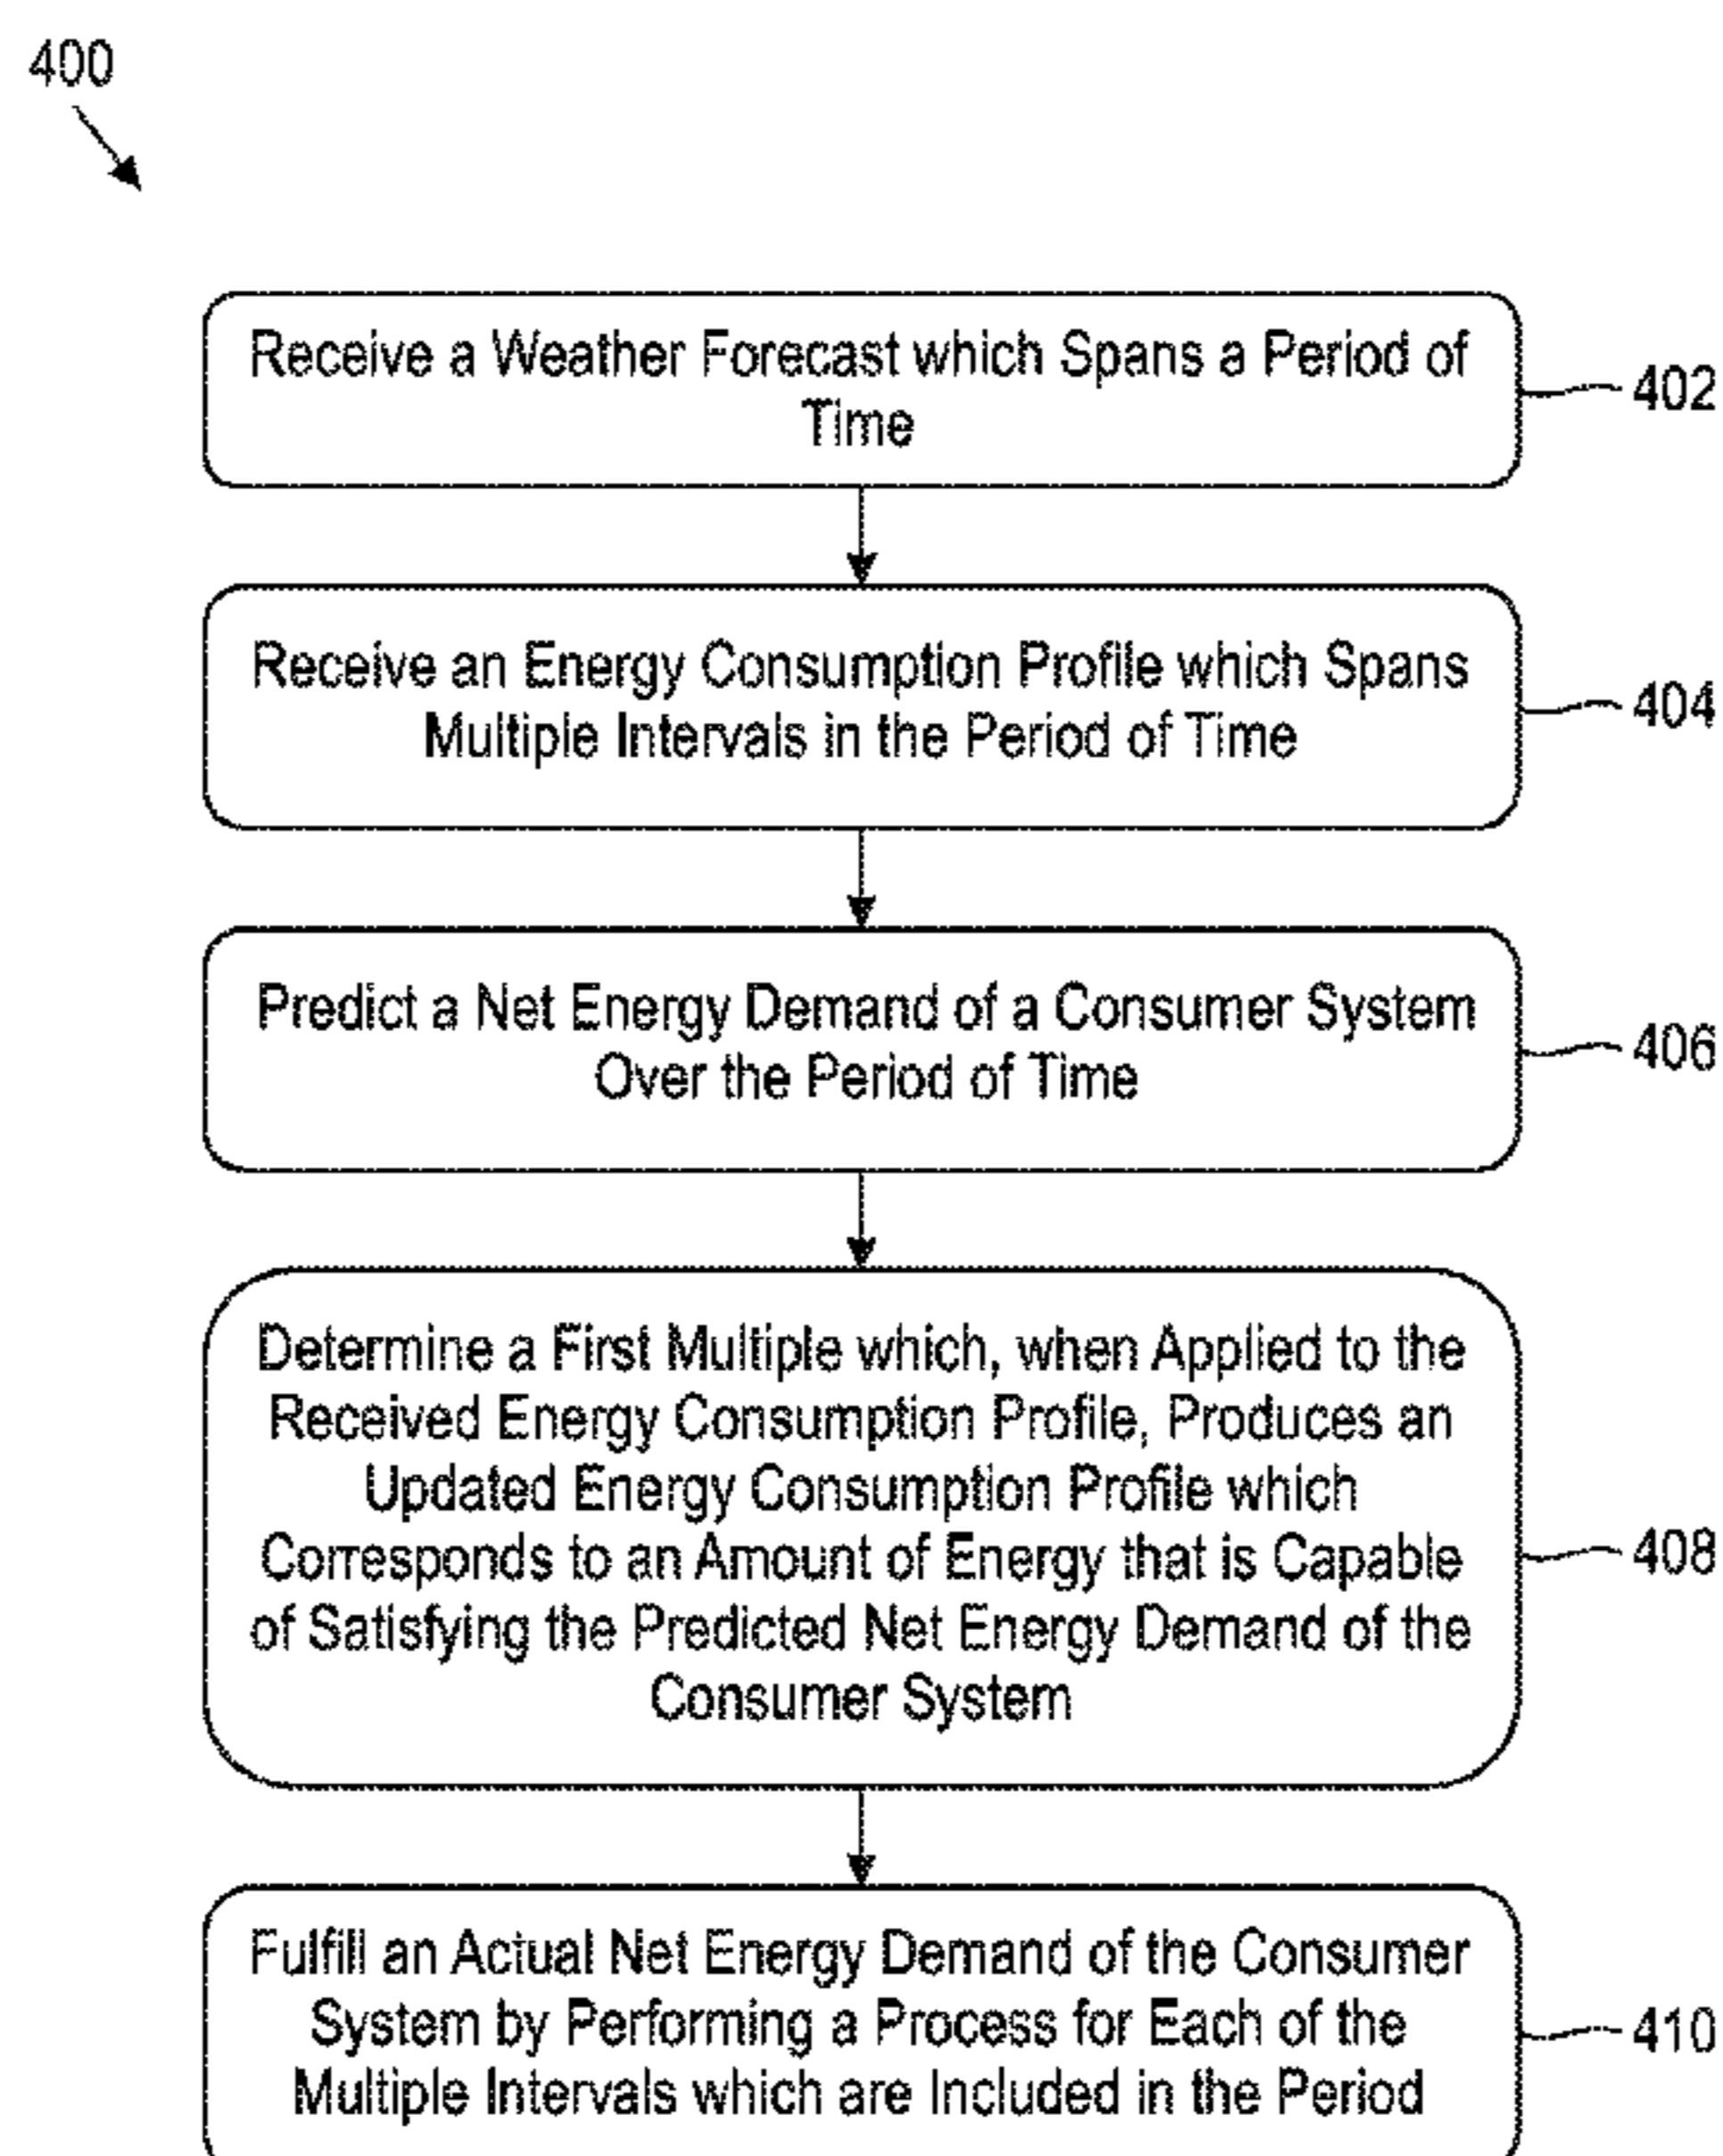 400
Receive a Weather Forecast which Spans a Period of
Time
402
Receive an Energy Consumption Profile which Spans
Multiple Intervals in the Period of Time
404
Predict a Net Energy Demand of a Consumer System
Over the Period of Time
406
Determine a First Multiple which, when Applied to the
Received Energy Consumption Profile, Produces an
Updated Energy Consumption Profile which
Corresponds to an Amount of Energy that is Capable
of Satisfying the Predicted Net Energy Demand of the
Consumer System
408
Fulfill an Actual Net Energy Demand of the Consumer
System by Performing a Process for Each of the
Multiple Intervals which are Included in the Period
410